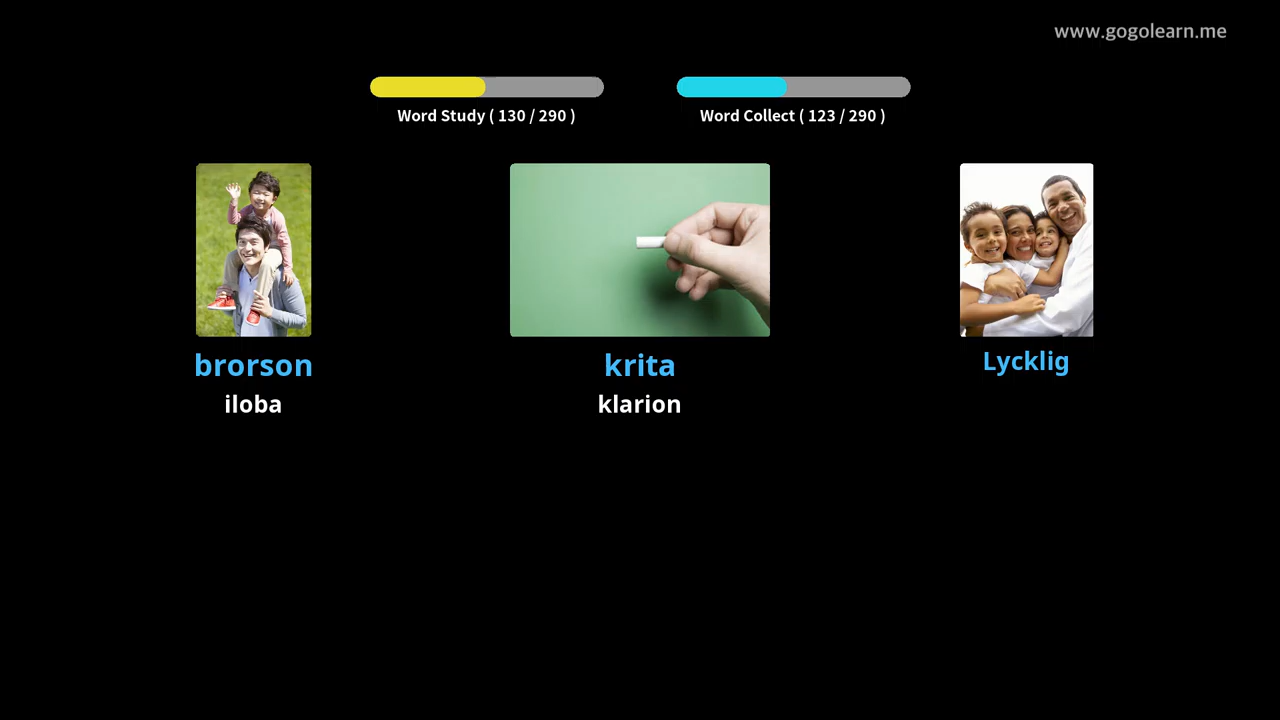 www.gogolearn.me
Word Study ( 130 / 290 )
Word Collect ( 123 / 290 )
brorson
iloba
krita
klarion
Lycklig